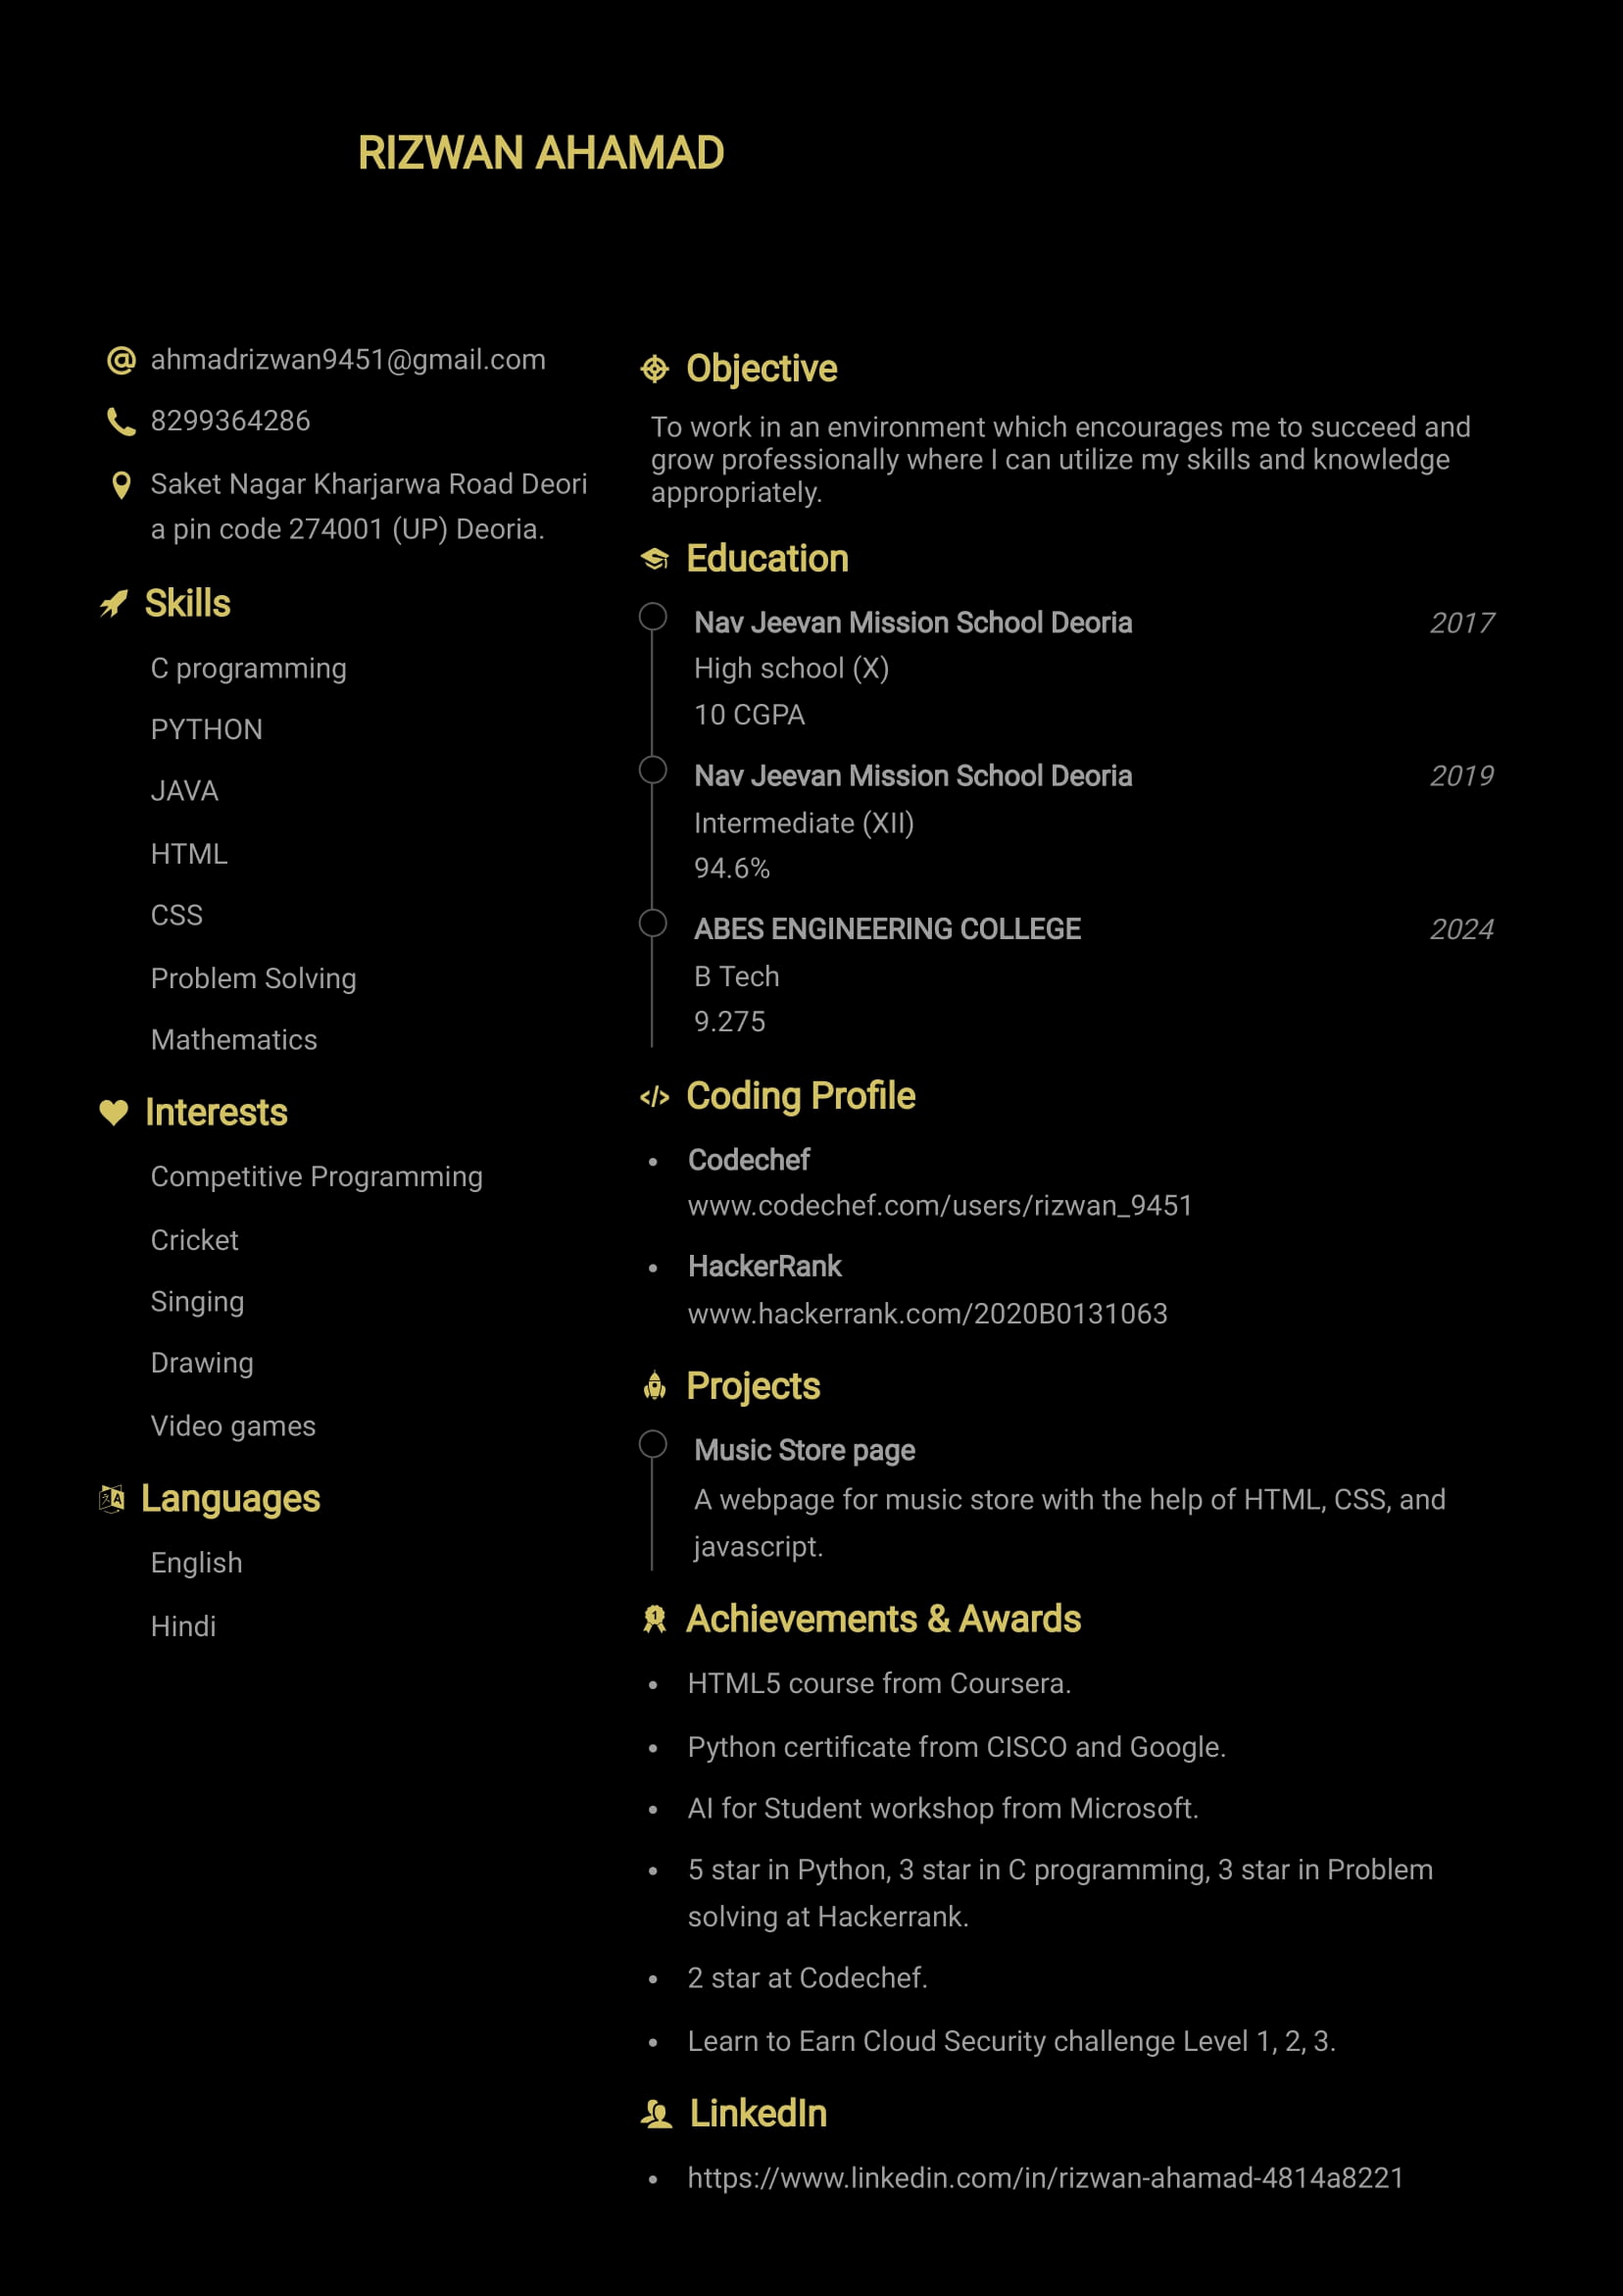 RIZWAN AHAMAD
ahmadrizwan9451@gmail.com
8299364286
Saket Nagar Kharjarwa Road Deori
a pin code 274001 (UP) Deoria.
Skills
C programming
PYTHON
JAVA
HTML
CSS
Problem Solving
Mathematics
Interests
Competitive Programming
Cricket
Singing
Drawing
Video games
Languages
English
Hindi
Objective
To work in an environment which encourages me to succeed and
grow professionally where I can utilize my skills and knowledge
appropriately.
Education
Nav Jeevan Mission School Deoria 2017
High school (X)
10 CGPA
Nav Jeevan Mission School Deoria 2019
Intermediate (XII)
94.6%
ABES ENGINEERING COLLEGE 2024
B Tech
9.275
Coding Profile
• Codechef
www.codechef.com/users/rizwan_9451
• HackerRank
www.hackerrank.com/2020B0131063
Projects
Music Store page
A webpage for music store with the help of HTML, CSS, and
javascript.
Achievements & Awards
• HTML5 course from Coursera.
• Python certificate from CISCO and Google.
• AI for Student workshop from Microsoft.
• 5 star in Python, 3 star in C programming, 3 star in Problem
solving at Hackerrank.
• 2 star at Codechef.
• Learn to Earn Cloud Security challenge Level 1, 2, 3.
LinkedIn
• https://www.linkedin.com/in/rizwan-ahamad-4814a8221